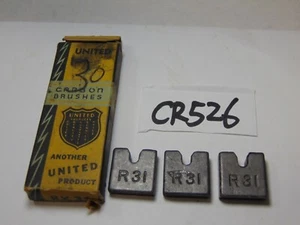 UNITED
30
CARBON
BRUSHES
UNITED
ANOTHER
UNITED
PRODUCT
CR526
R31
R31
R31